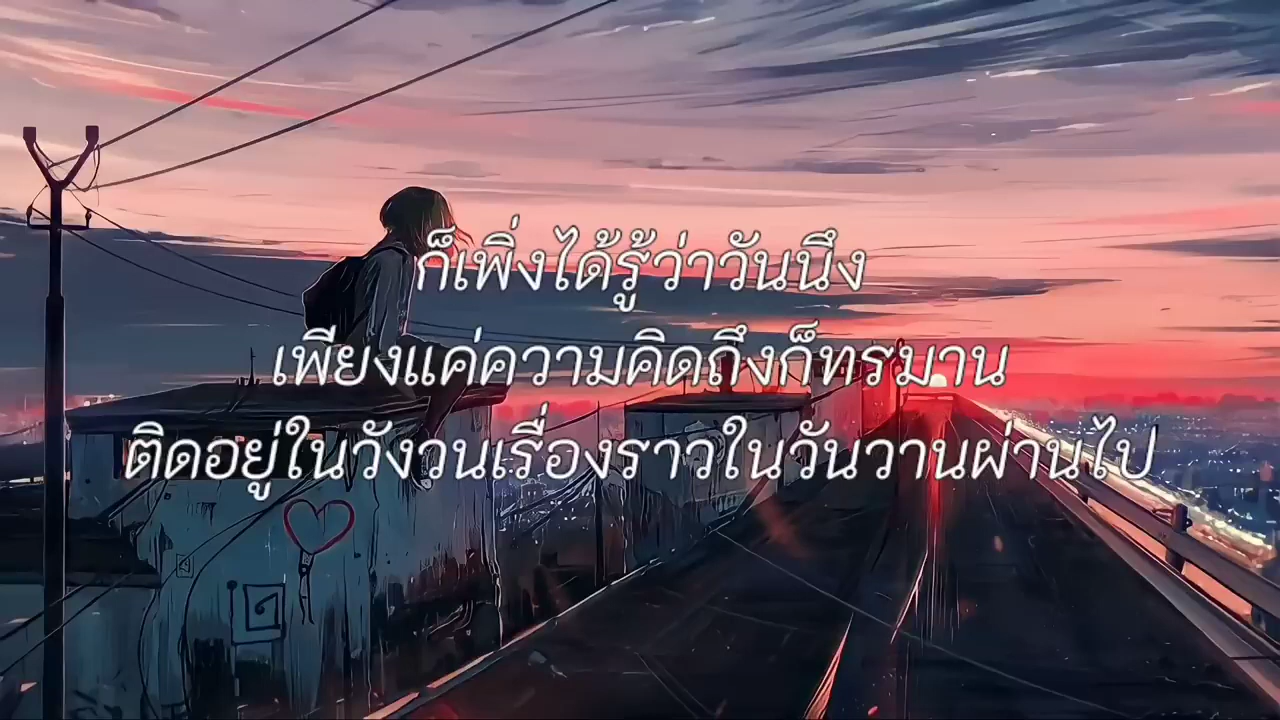 ก็เพิ่งได้รู้ว่าวันนึง
เพียงแค่ความคิดถึงก็ทรมาน
ติดอยู่ในวังวนเรื่องราวในวันวานผ่านไป